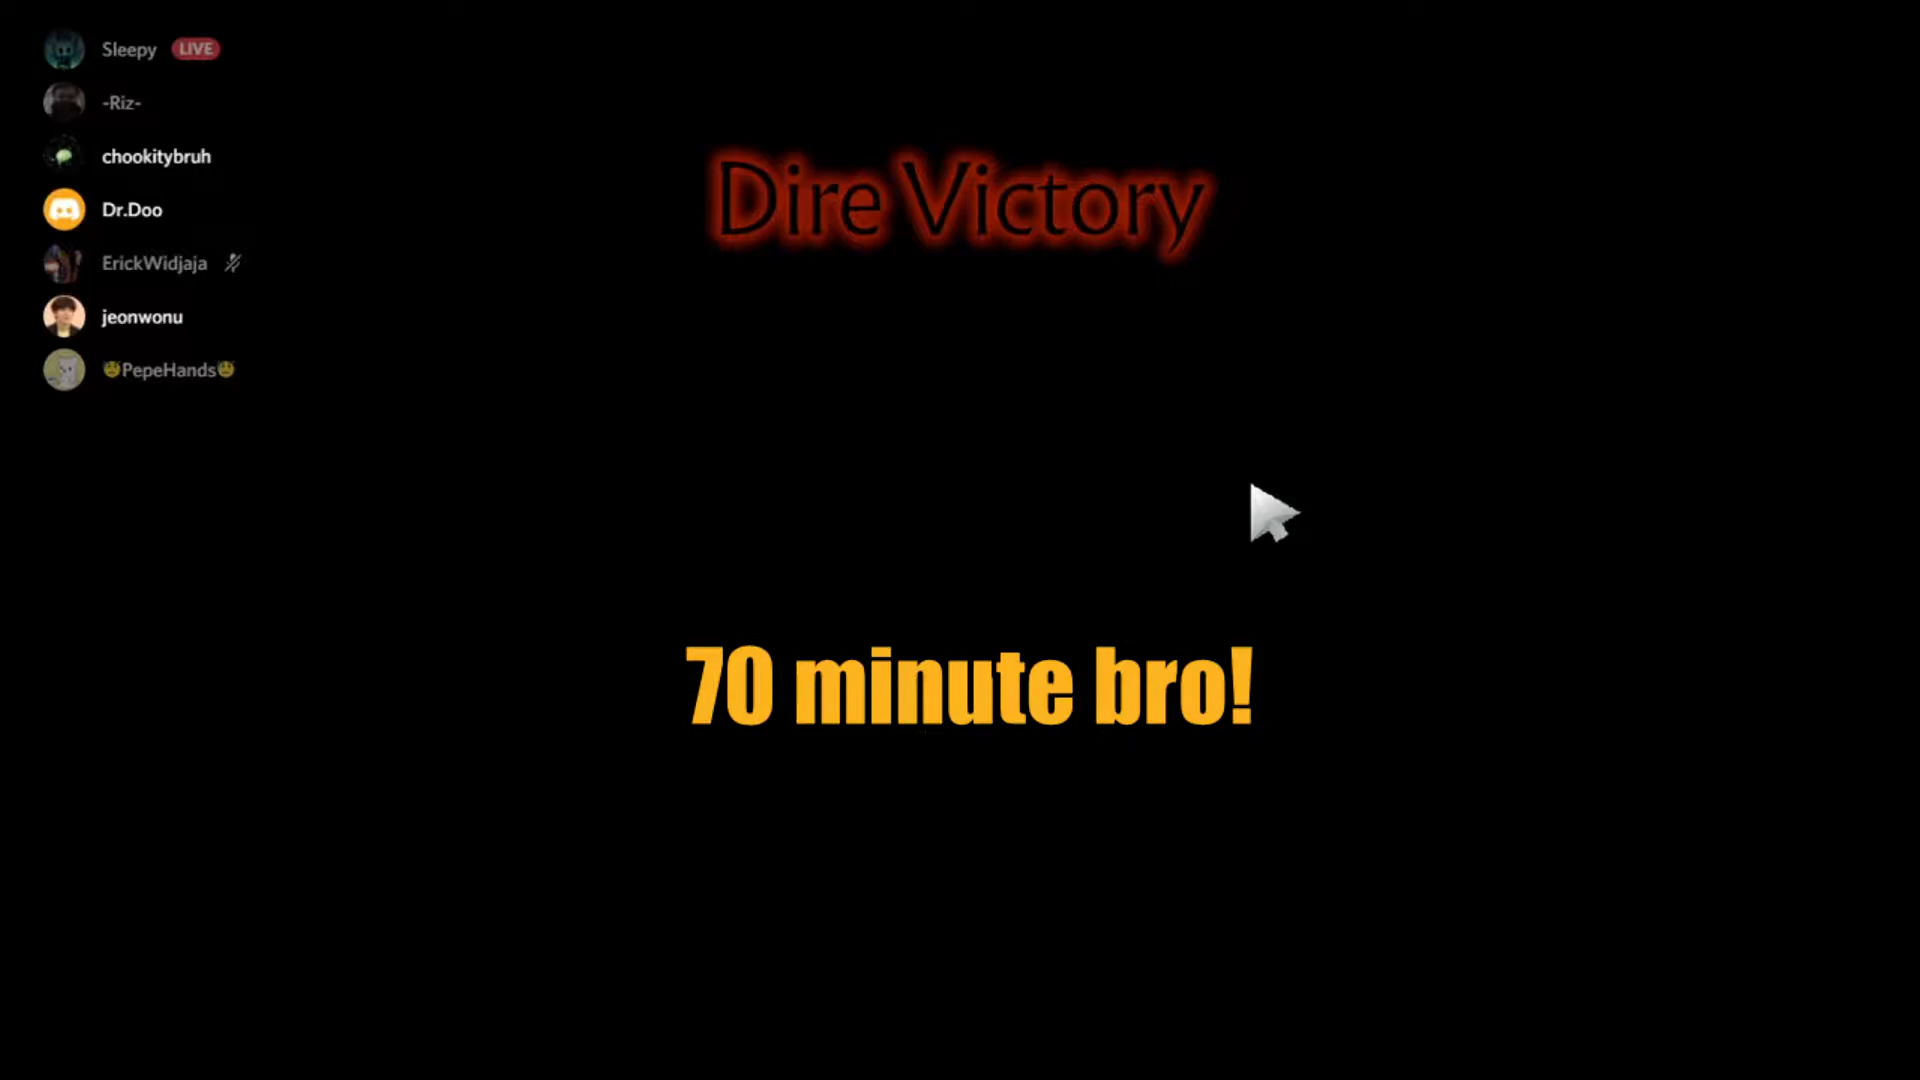 Sleepy LIVE
-Riz-
chookitybruh
Dr.Doo
ErickWidjaja
jeonwonu
PepeHands
Dire Victory
70 minute bro!